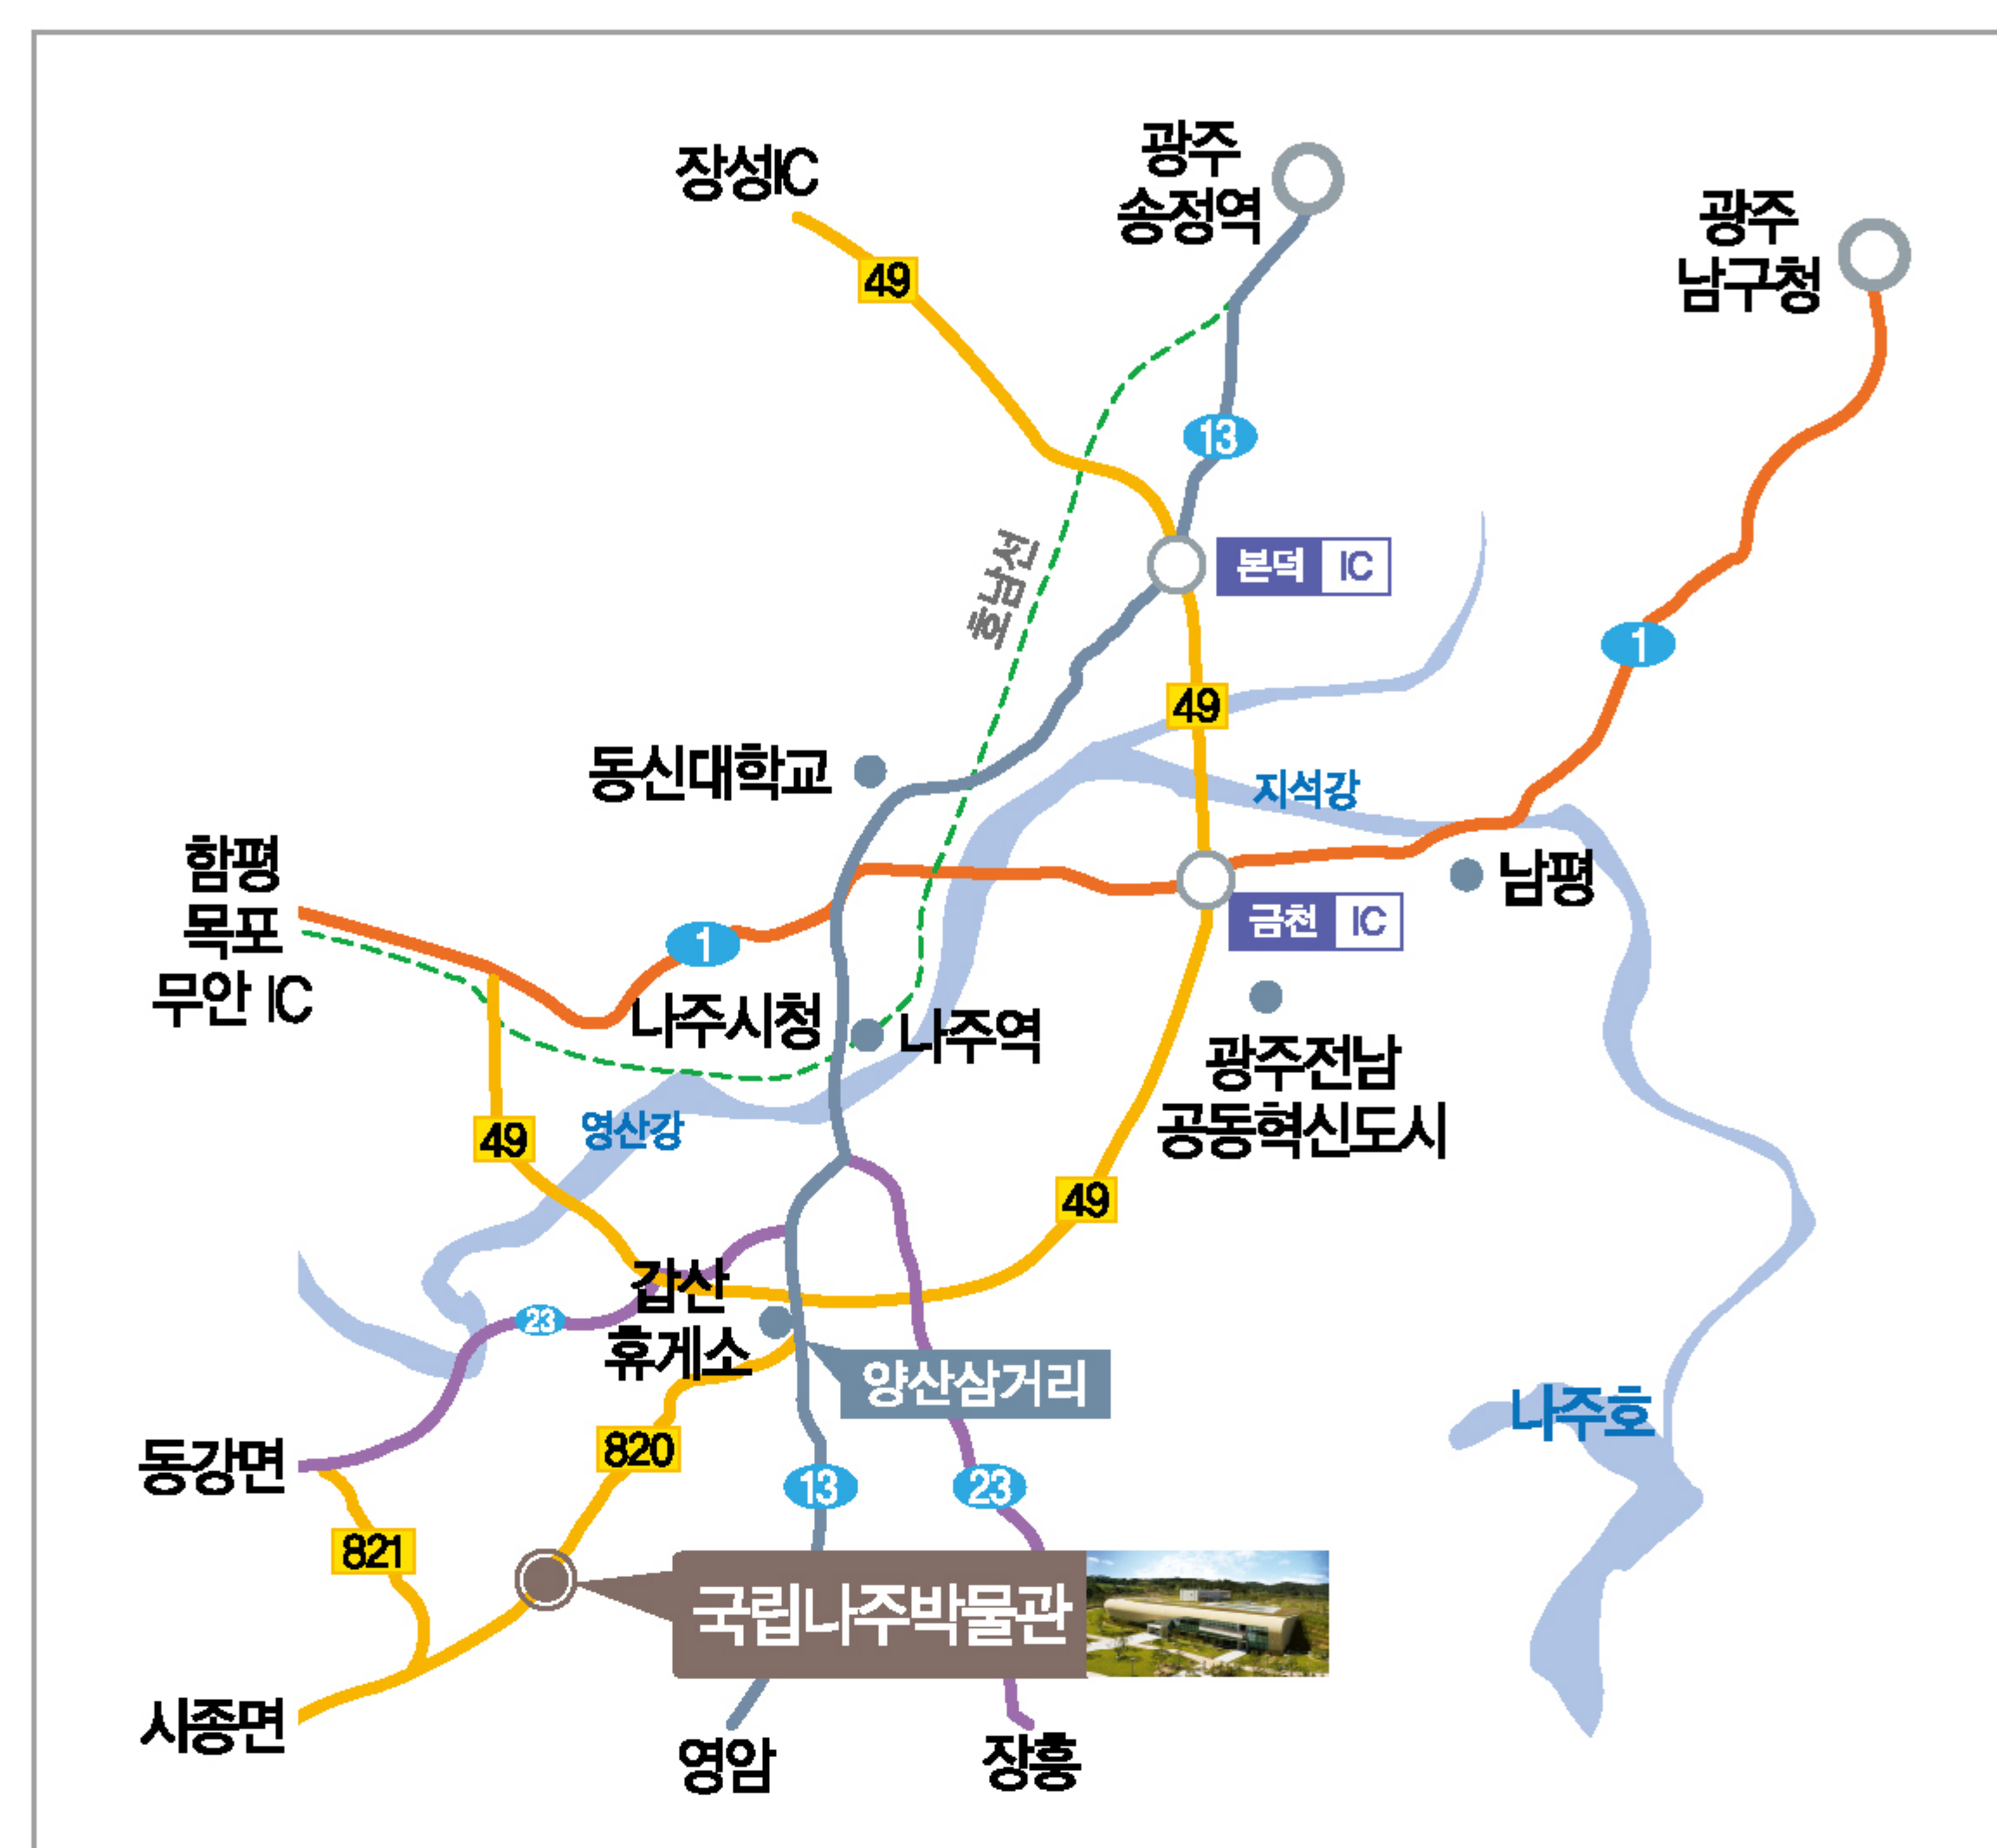 광주
송정역
장성IC
광주
남구청
49
13
호남선
본덕 IC
1
49
동신대학교
지석강
함평
목포
무안 IC
남평
금천 IC
1
나주시청
나주역
광주전남
공동혁신도시
영산강
49
49
갑산
휴게소
23
양산삼거리
나주호
동강면
820
13
23
821
국립나주박물관
시종면
영암
장흥